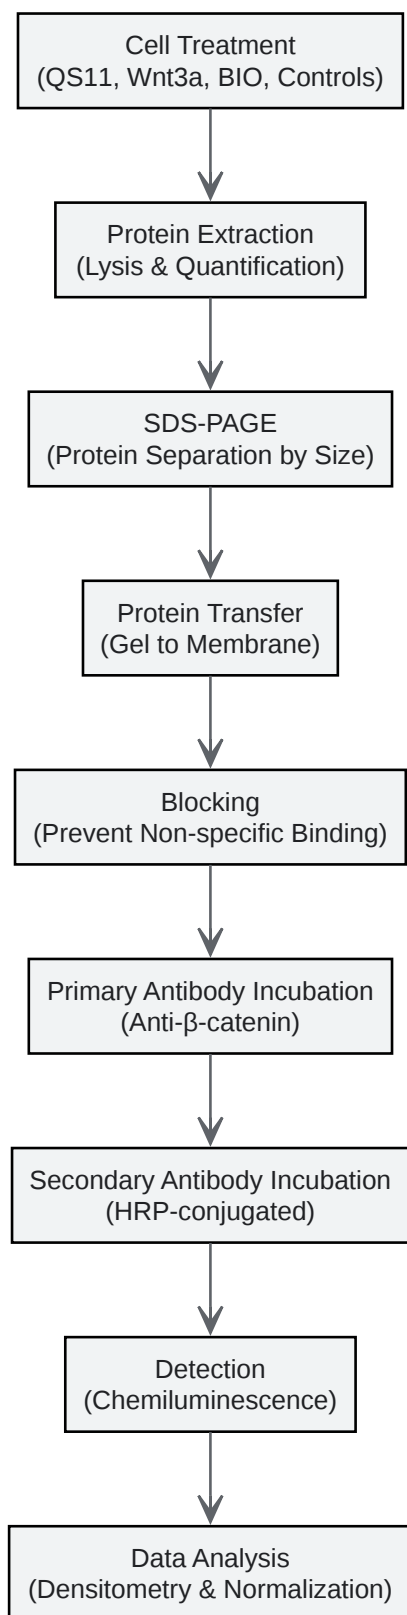 Cell Treatment
(QS11, Wnt3a, BIO, Controls)
Protein Extraction
(Lysis & Quantification)
SDS-PAGE
(Protein Separation by Size)
Protein Transfer
(Gel to Membrane)
Blocking
(Prevent Non-specific Binding)
Primary Antibody Incubation
(Anti-β-catenin)
Secondary Antibody Incubation
(HRP-conjugated)
Detection
(Chemiluminescence)
Data Analysis
(Densitometry & Normalization)